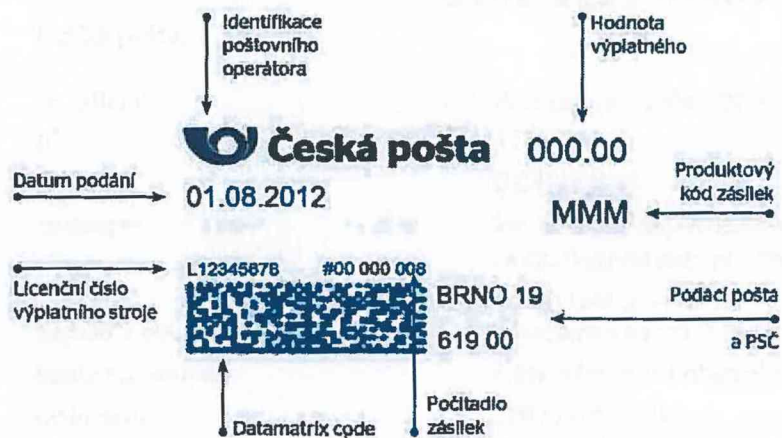 Identifikace
poštovního
operátora
Hodnota
výplatného
Česká pošta 000.00
Datum podání
01.08.2012
Produktový
kód zásilek
MMM
L12345678 #00 000 008
Licenční číslo
výplatního stroje
BRNO 19
619 00
Podací pošta
a PSČ
Datamatrix code
Počítadlo
zásilek